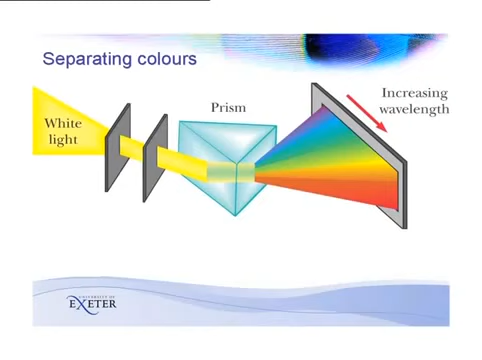 Separating colours
Increasing
wavelength
Prism
White
light
UNIVERSITY OF
EXETER